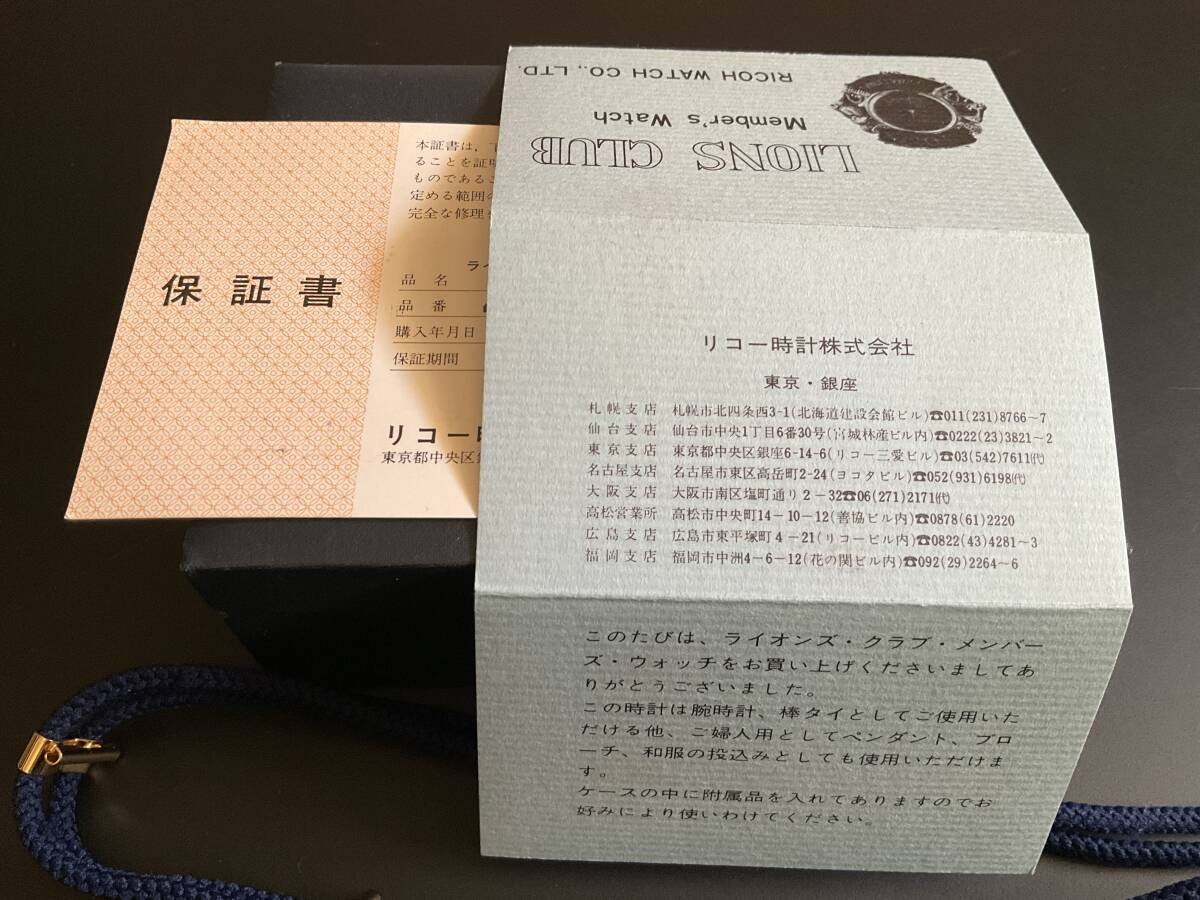 RICOH WATCH CO., LTD.
Member's Watch
LIONS CLUB
リコー時計株式会社
東京・銀座
札幌支店 札幌市北四条西3-1(北海道建設会館ビル)☎011(231)8766~7
仙台支店 仙台市中央1丁目6番30号(宮城林産ビル内)☎0222(23)3821~2
東京支店 東京都中央区銀座6-14-6(リコー三愛ビル)☎03(542)7611(代)
名古屋支店 名古屋市東区高岳町2-24(ヨコタビル)☎052(931)6198(代)
大阪支店 大阪市南区塩町通り2-32☎06(271)2171(代)
高松営業所 高松市中央町14-10-12(善協ビル内)☎0878(61)2220
広島支店 広島市東平塚町4-21(リコービル内)☎0822(43)4281~3
福岡支店 福岡市中洲4-6-12(花の関ビル内)☎092(29)2264~6
このたびは、ライオンズ・クラブ・メンバー
ズ・ウォッチをお買い上げくださいましてあ
りがとうございました。
この時計は腕時計、棒タイとしてご使用いた
だける他、ご婦人用としてペンダント、ブロ
ーチ、和服の投込みとしても使用いただけま
す。
ケースの中に附属品を入れてありますのでお
好みにより使いわけてください。
保証書
本証書は、
ることを証
ものであるこ
定める範囲の
完全な修理
ライ
品名
品番
購入年月日
保証期間
リコー
東京都中央区